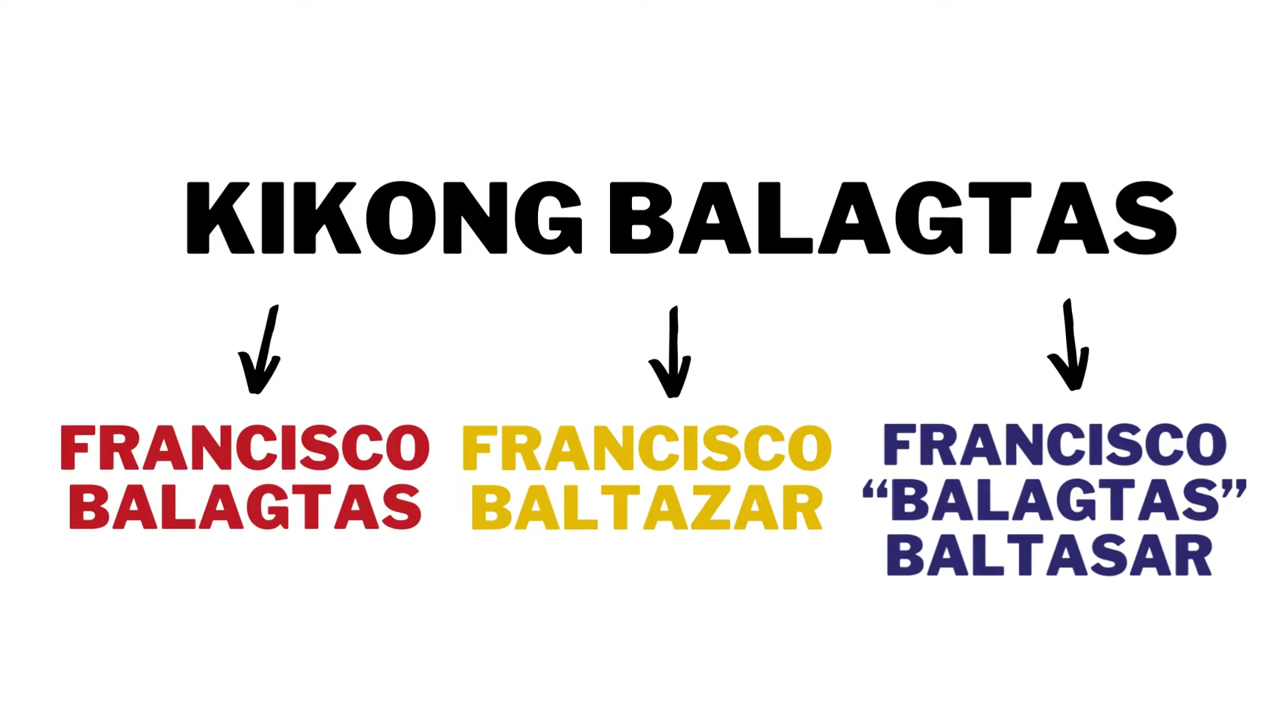 KIKONG BALAGTAS
FRANCISCO
BALAGTAS
FRANCISCO
BALTAZAR
FRANCISCO
“BALAGTAS”
BALTASAR